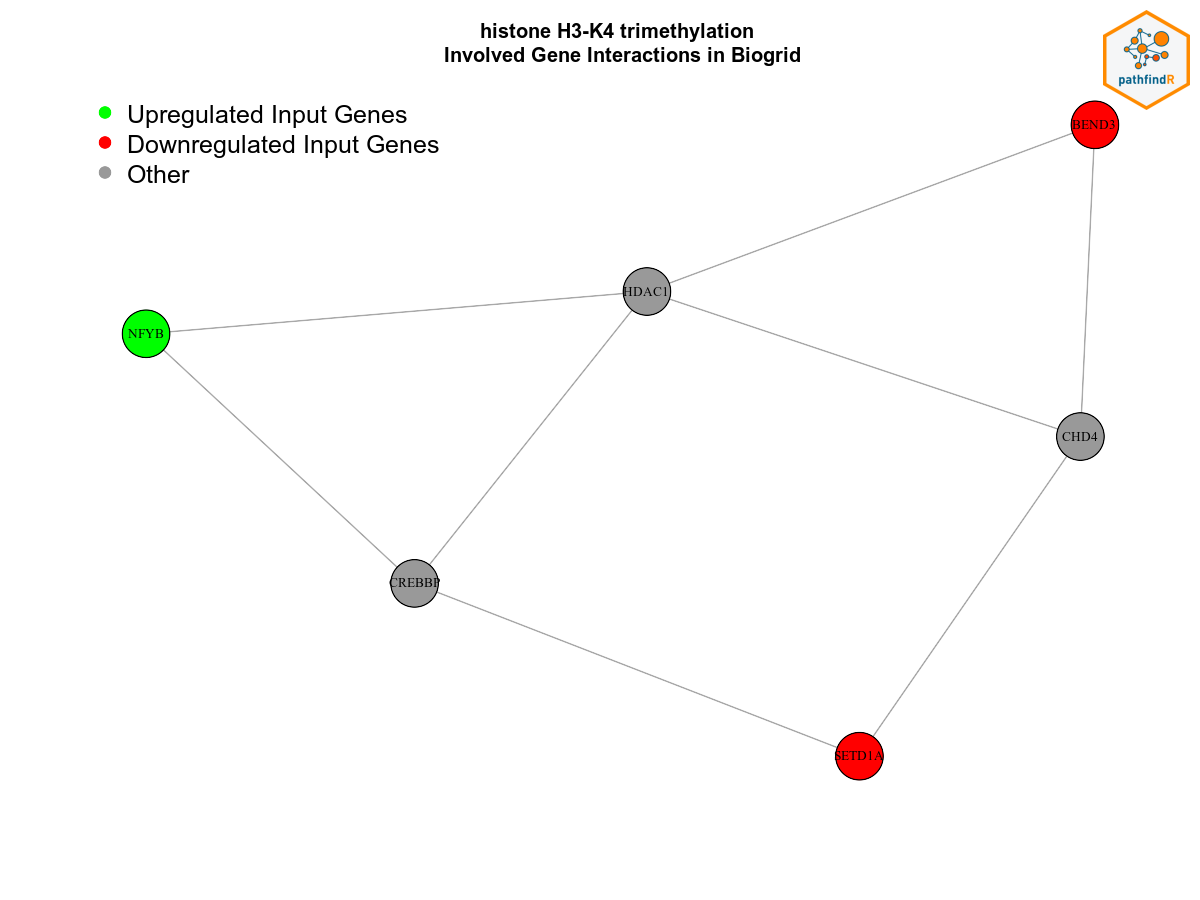 histone H3-K4 trimethylation
Involved Gene Interactions in Biogrid
pathfindR
Upregulated Input Genes
Downregulated Input Genes
Other
BEND3
HDAC1
NFYB
CHD4
CREBBP
SETD1A